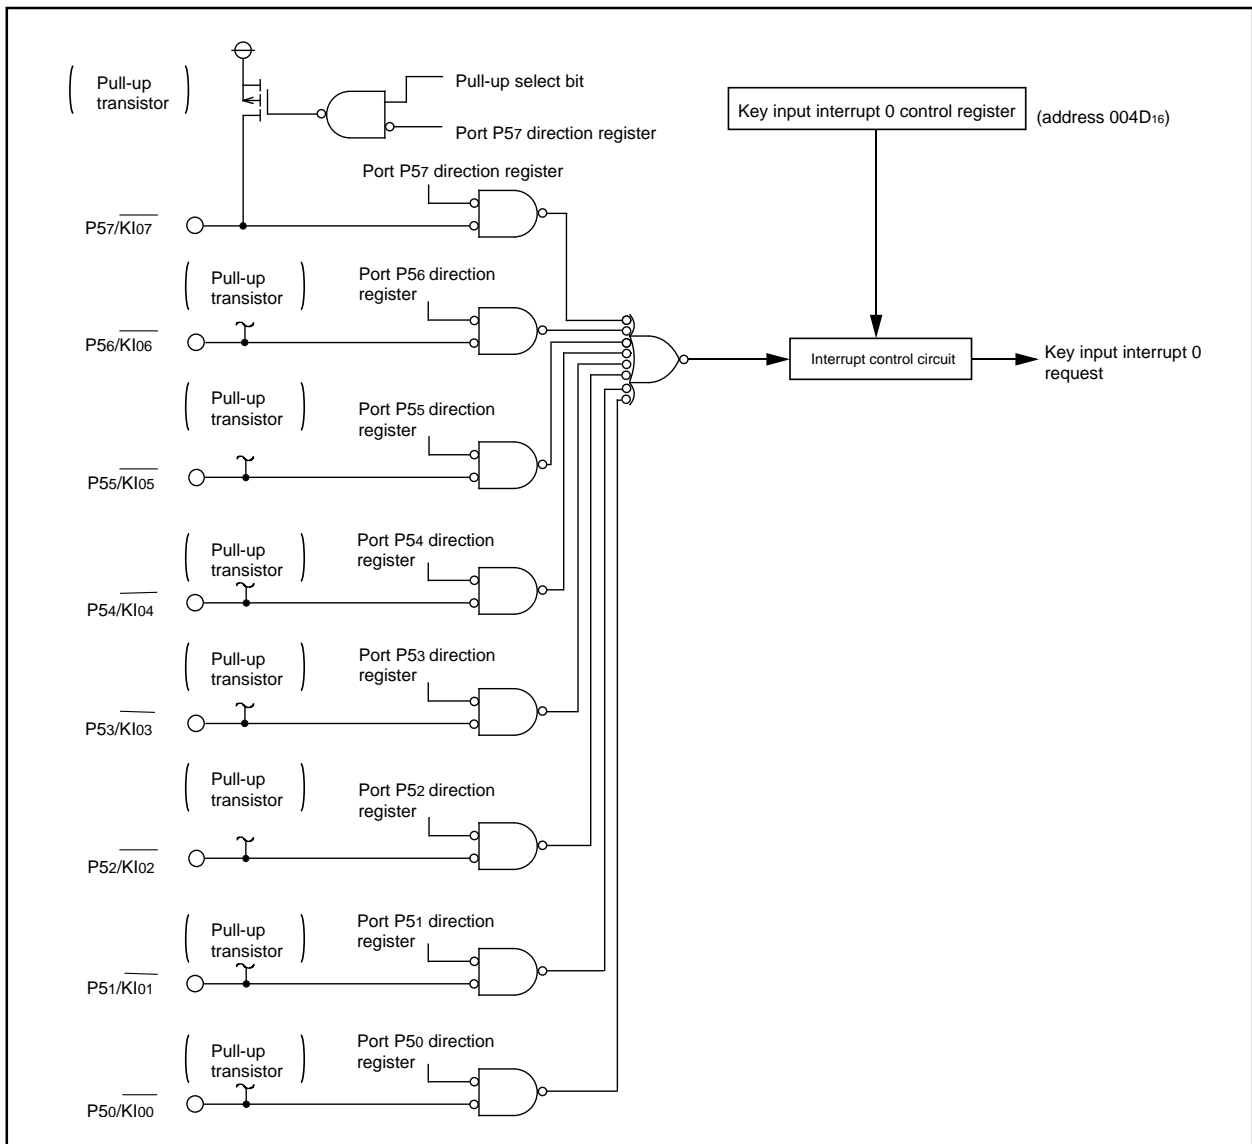 Pull-up
transistor
Pull-up select bit
Port P57 direction register
Key input interrupt 0 control register
(address 004D16)
Port P57 direction register
P57/KI07
Pull-up
transistor
Port P56 direction
register
P56/KI06
Interrupt control circuit
Key input interrupt 0
request
Pull-up
transistor
Port P55 direction
register
P55/KI05
Pull-up
transistor
Port P54 direction
register
P54/KI04
Pull-up
transistor
Port P53 direction
register
P53/KI03
Pull-up
transistor
Port P52 direction
register
P52/KI02
Pull-up
transistor
Port P51 direction
register
P51/KI01
Pull-up
transistor
Port P50 direction
register
P50/KI00